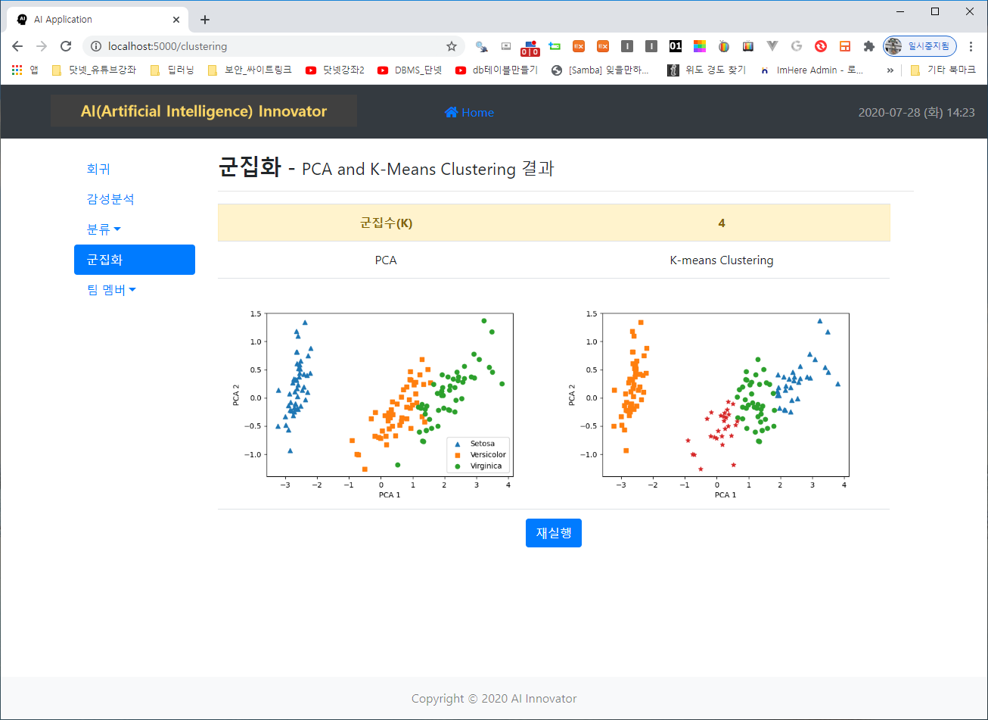 AI Application
localhost:5000/clustering
일시중지됨
앱 닷넷_유튜브강좌 딥러닝 보안_싸이트링크 닷넷강좌2 DBMS_단넷 db테이블만들기 [Samba] 잊을만하... 위도 경도 찾기 ImHere Admin - 로... » 기타 북마크
AI(Artificial Intelligence) Innovator Home 2020-07-28 (화) 14:23
회귀
감성분석
분류
군집화
팀 멤버
군집화 - PCA and K-Means Clustering 결과
군집수(K) 4
PCA K-means Clustering
1.5
1.0
0.5
0.0
−0.5
−1.0
PCA 2
−3 −2 −1 0 1 2 3 4
PCA 1
Setosa
Versicolor
Virginica
1.5
1.0
0.5
0.0
−0.5
−1.0
PCA 2
−3 −2 −1 0 1 2 3 4
PCA 1
재실행
Copyright © 2020 AI Innovator